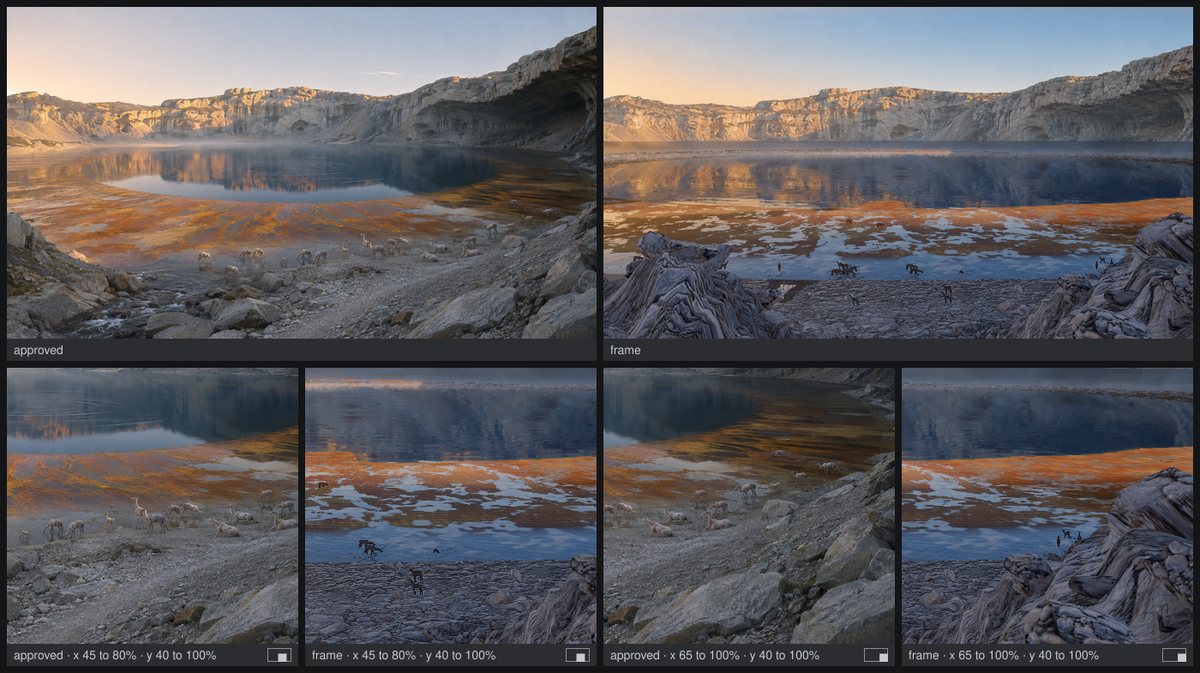 approved
frame
approved · x 45 to 80% · y 40 to 100%
frame · x 45 to 80% · y 40 to 100%
approved · x 65 to 100% · y 40 to 100%
frame · x 65 to 100% · y 40 to 100%